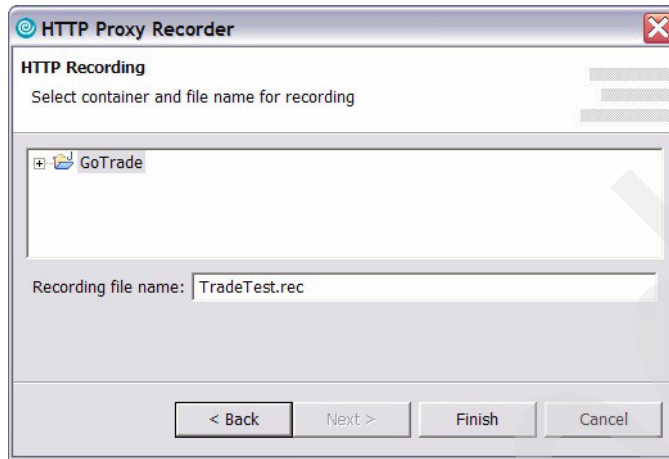 HTTP Proxy Recorder
HTTP Recording
Select container and file name for recording
GoTrade
Recording file name: TradeTest.rec
< Back Next > Finish Cancel